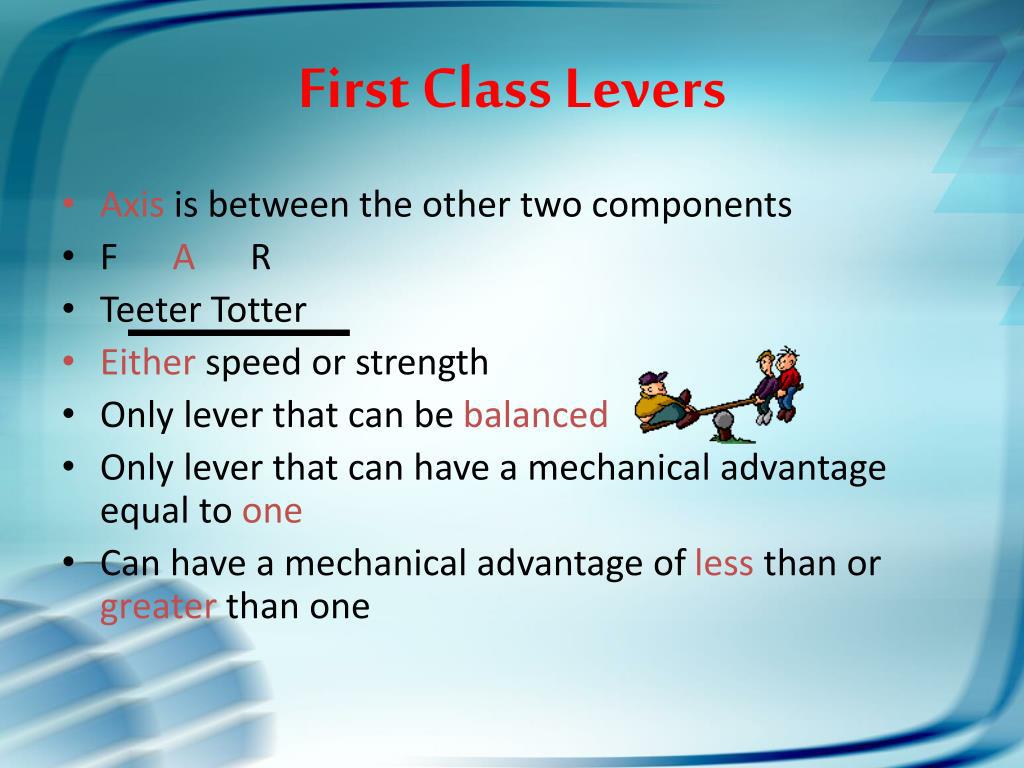 First Class Levers
• Axis is between the other two components
• F A R
• Teeter Totter
• Either speed or strength
• Only lever that can be balanced
• Only lever that can have a mechanical advantage
equal to one
• Can have a mechanical advantage of less than or
greater than one